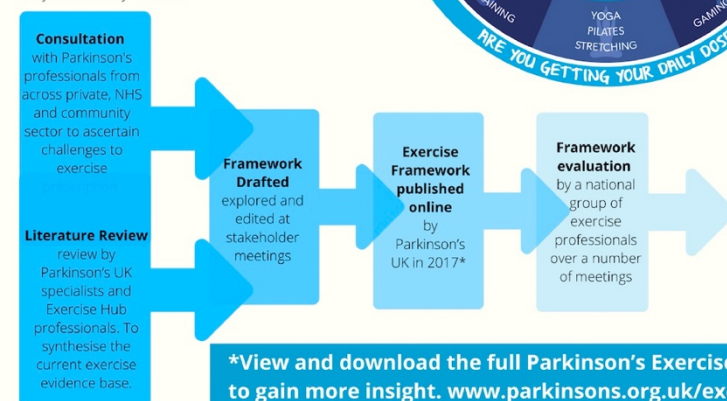 YOGA
PILATES
STRETCHING
GAMING
ARE YOU GETTING YOUR DAILY DOSE
Consultation
with Parkinson's
professionals from
across private, NHS
and community
sector to ascertain
challenges to
exercise
Literature Review
review by
Parkinson's UK
specialists and
Exercise Hub
professionals. To
synthesise the
current exercise
evidence base.
Framework
Drafted
explored and
edited at
stakeholder
meetings
Exercise
Framework
published
online
by
Parkinson's
UK in 2017*
Framework
evaluation
by a national
group of
exercise
professionals
over a number
of meetings
*View and download the full Parkinson's Exercise
to gain more insight. www.parkinsons.org.uk/ex